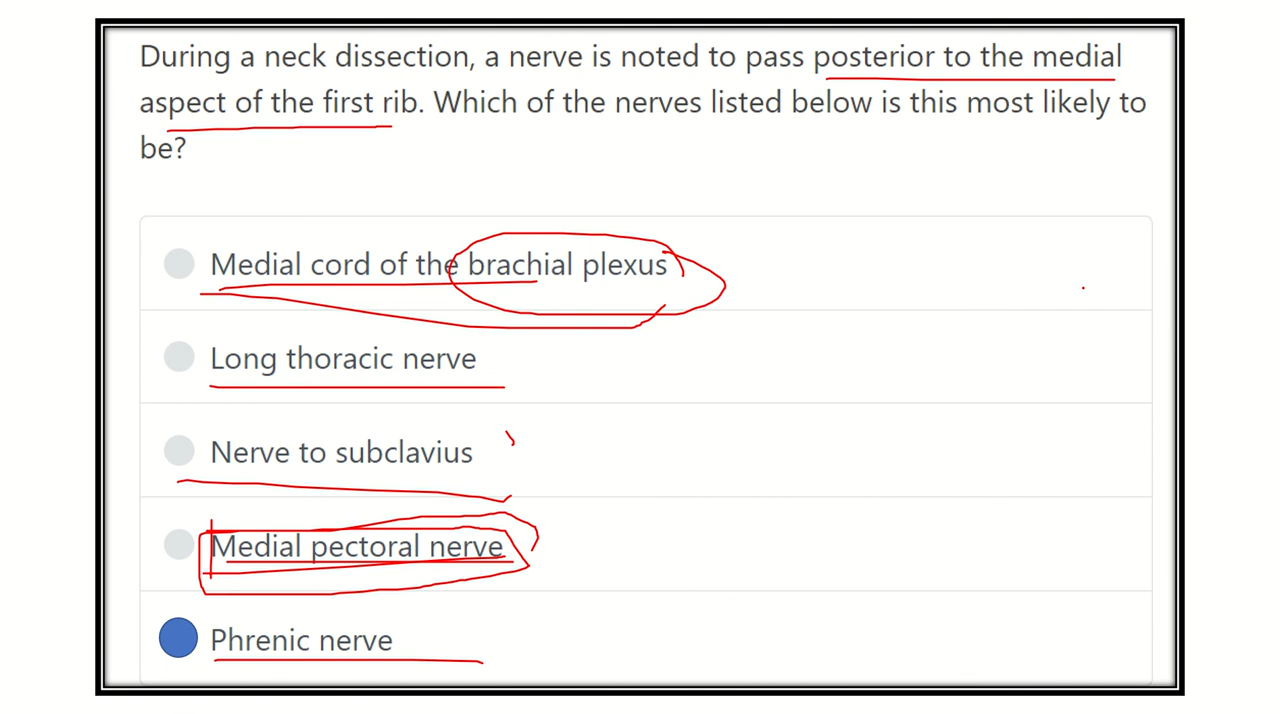 During a neck dissection, a nerve is noted to pass posterior to the medial
aspect of the first rib. Which of the nerves listed below is this most likely to
be?
Medial cord of the brachial plexus
Long thoracic nerve
Nerve to subclavius
Medial pectoral nerve
Phrenic nerve